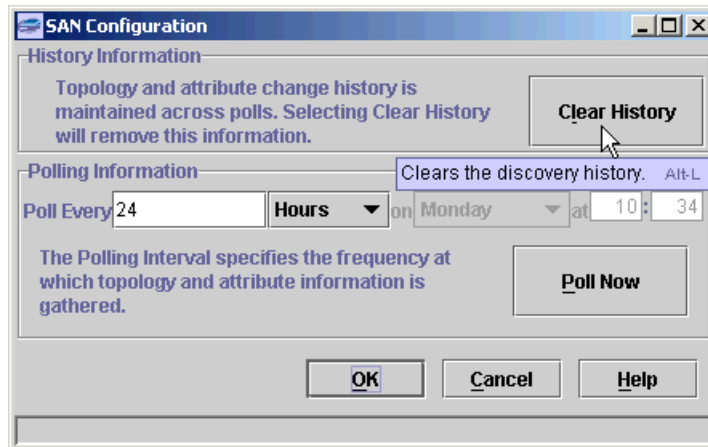 SAN Configuration
History Information
Topology and attribute change history is
maintained across polls. Selecting Clear History
will remove this information.
Clear History
Polling Information
Clears the discovery history. Alt-L
Poll Every 24 Hours on Monday at 10 : 34
The Polling Interval specifies the frequency at
which topology and attribute information is
gathered.
Poll Now
OK Cancel Help